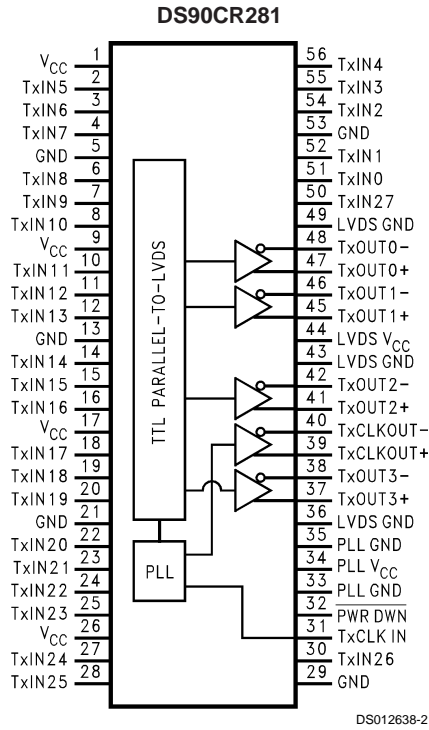 DS90CR281
1 V_CC
2 TxIN5
3 TxIN6
4 TxIN7
5 GND
6 TxIN8
7 TxIN9
8 TxIN10
9 V_CC
10 TxIN11
11 TxIN12
12 TxIN13
13 GND
14 TxIN14
15 TxIN15
16 TxIN16
17 V_CC
18 TxIN17
19 TxIN18
20 TxIN19
21 GND
22 TxIN20
23 TxIN21
24 TxIN22
25 TxIN23
26 V_CC
27 TxIN24
28 TxIN25
TTL PARALLEL-TO-LVDS
PLL
56 TxIN4
55 TxIN3
54 TxIN2
53 GND
52 TxIN1
51 TxIN0
50 TxIN27
49 LVDS GND
48 TxOUT0-
47 TxOUT0+
46 TxOUT1-
45 TxOUT1+
44 LVDS V_CC
43 LVDS GND
42 TxOUT2-
41 TxOUT2+
40 TxCLKOUT-
39 TxCLKOUT+
38 TxOUT3-
37 TxOUT3+
36 LVDS GND
35 PLL GND
34 PLL V_CC
33 PLL GND
32 PWR DWN
31 TxCLK IN
30 TxIN26
29 GND
DS012638-2